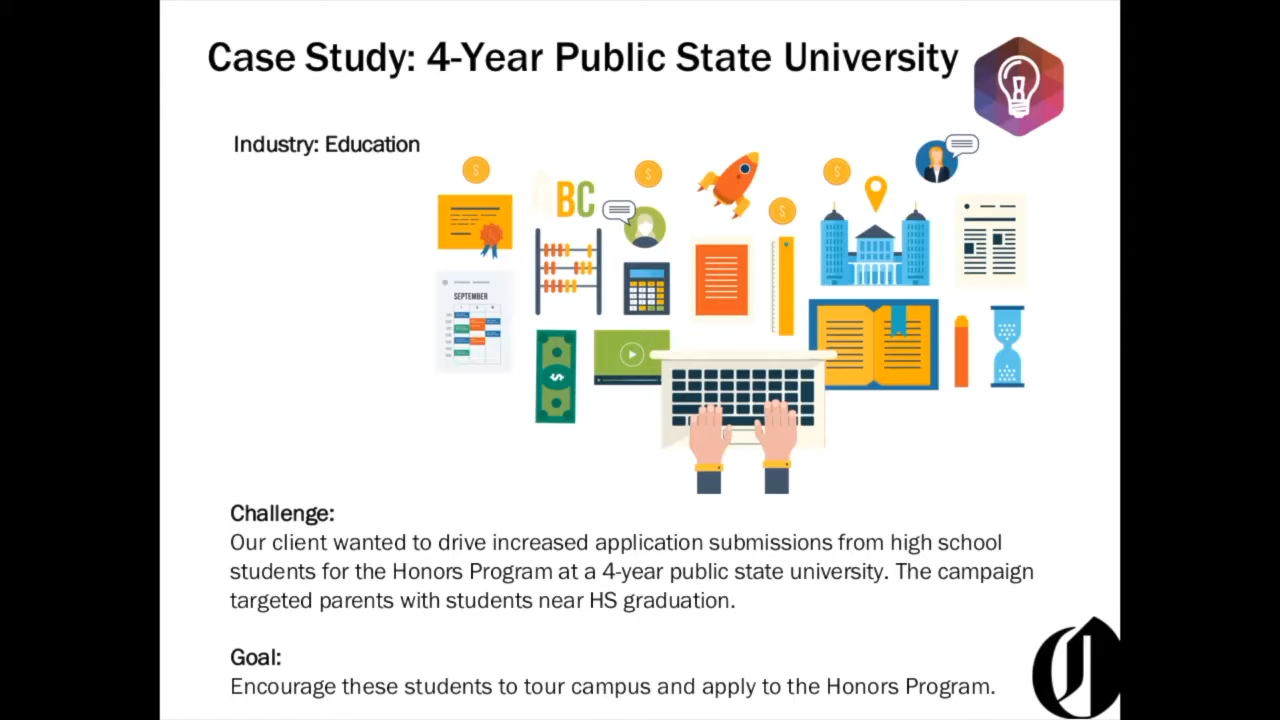 Case Study: 4-Year Public State University
Industry: Education
ABC
SEPTEMBER
Challenge:
Our client wanted to drive increased application submissions from high school
students for the Honors Program at a 4-year public state university. The campaign
targeted parents with students near HS graduation.
Goal:
Encourage these students to tour campus and apply to the Honors Program.